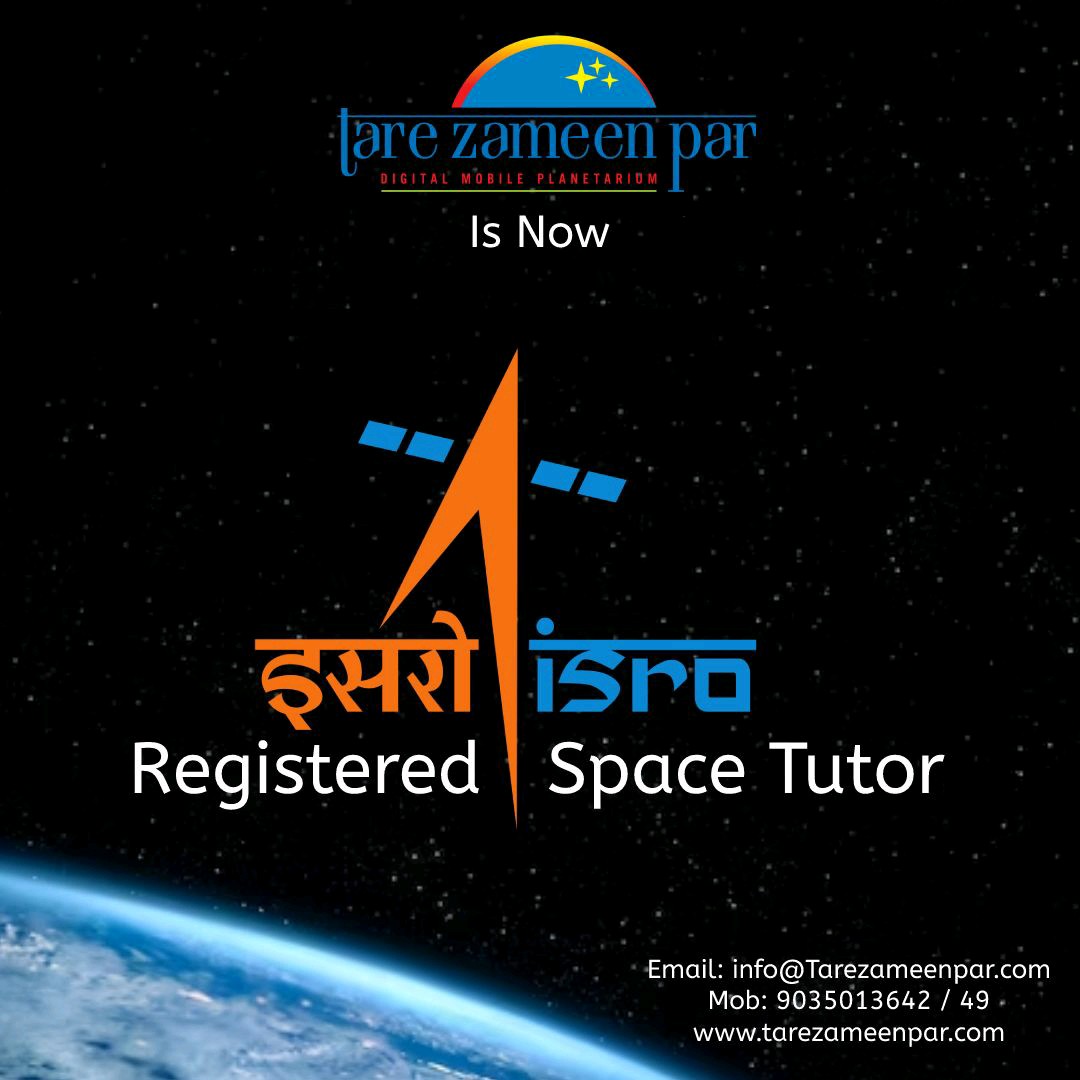 tare zameen par
DIGITAL MOBILE PLANETARIUM
Is Now
इसरो isro
Registered Space Tutor
Email: info@Tarezameenpar.com
Mob: 9035013642 / 49
www.tarezameenpar.com